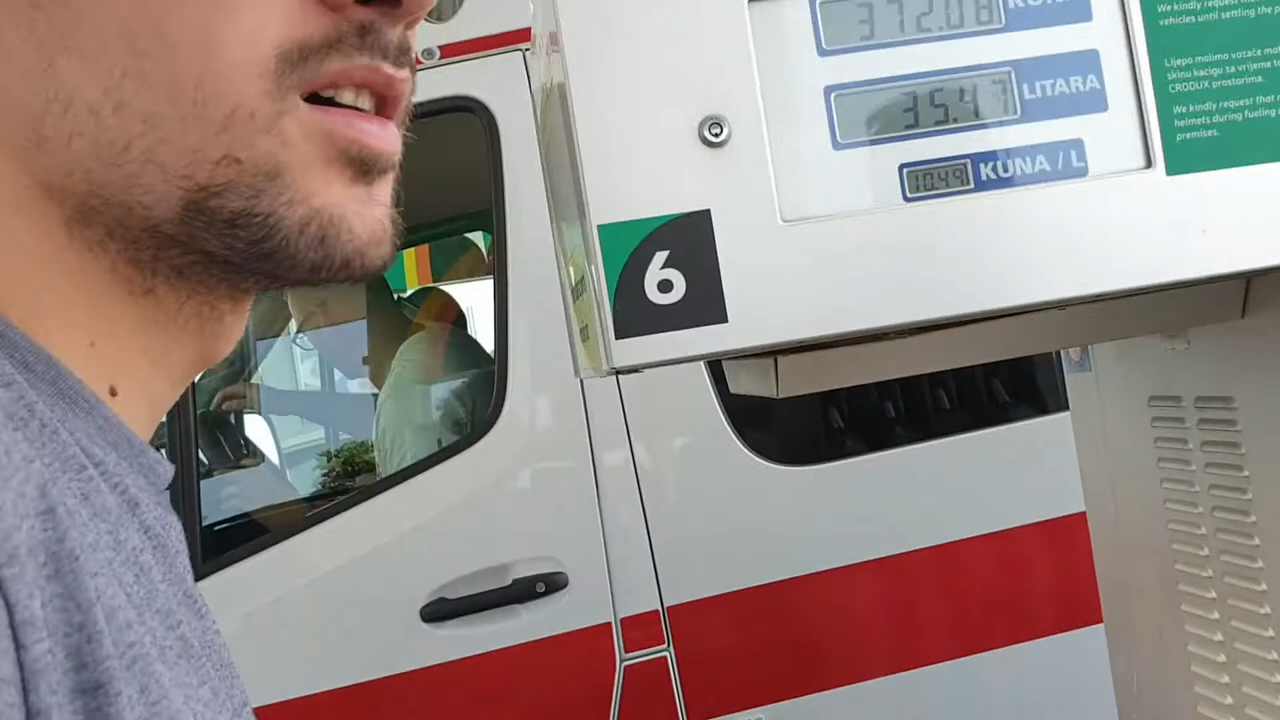 372.08
KUNA
35.47
LITARA
10.49
KUNA / L
6
We kindly request
vehicles until settling the
Lijepo molimo vozače
skinu kacigu za vrijeme
CRODUX prostorima.
We kindly request that
helmets during fueling
premises.